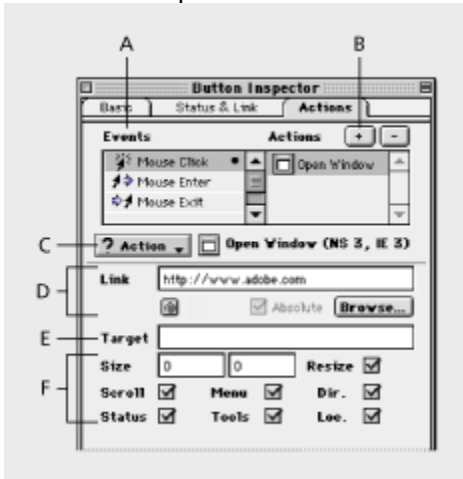 A B
Button Inspector
Basic Status & Link Actions
Events Actions + -
Mouse Click Open Window
Mouse Enter
Mouse Exit
C ? Action Open Window (NS 3, IE 3)
D Link http://www.adobe.com
Absolute Browse...
E Target
F Size 0 0 Resize
Scroll Menu Dir.
Status Tools Loc.